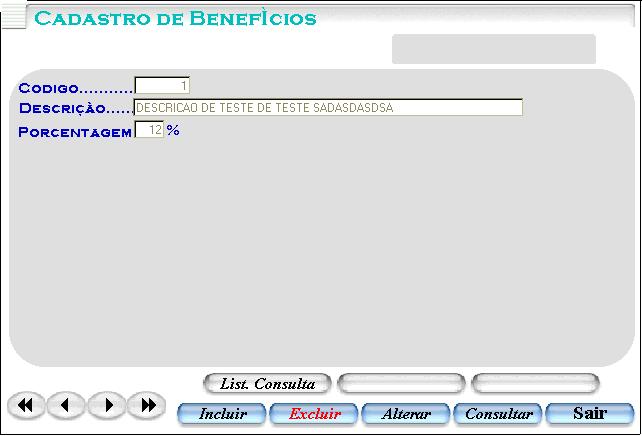 Cadastro de BenefÌcios
Codigo........... 1
Descrição...... DESCRICAO DE TESTE DE TESTE SADASDASDSA
Porcentagem 12 %
List. Consulta
Incluir Excluir Alterar Consultar Sair